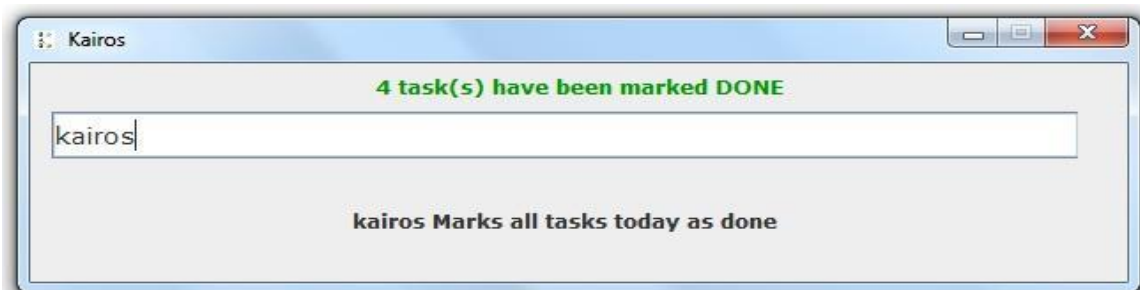 Kairos
4 task(s) have been marked DONE
kairos
kairos Marks all tasks today as done